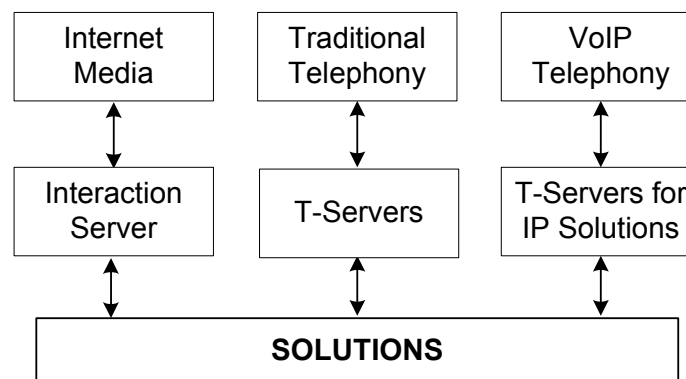 Internet
Media
Traditional
Telephony
VoIP
Telephony
Interaction
Server
T-Servers
T-Servers for
IP Solutions
SOLUTIONS